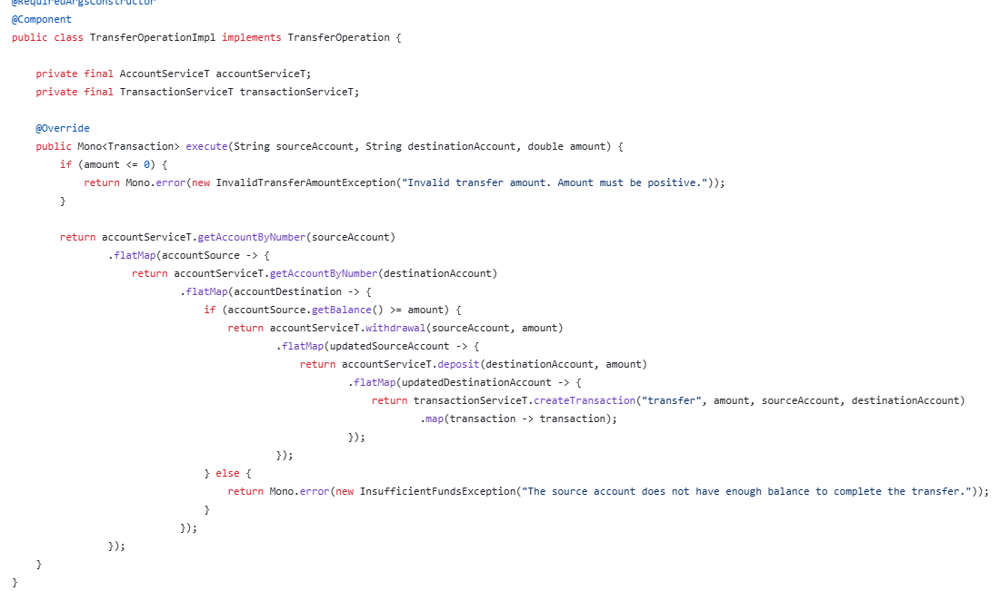 @RequiredArgsConstructor
@Component
public class TransferOperationImpl implements TransferOperation {
private final AccountServiceT accountServiceT;
private final TransactionServiceT transactionServiceT;
@Override
public Mono<Transaction> execute(String sourceAccount, String destinationAccount, double amount) {
if (amount <= 0) {
return Mono.error(new InvalidTransferAmountException("Invalid transfer amount. Amount must be positive."));
}
return accountServiceT.getAccountByNumber(sourceAccount)
.flatMap(accountSource -> {
return accountServiceT.getAccountByNumber(destinationAccount)
.flatMap(accountDestination -> {
if (accountSource.getBalance() >= amount) {
return accountServiceT.withdrawal(sourceAccount, amount)
.flatMap(updatedSourceAccount -> {
return accountServiceT.deposit(destinationAccount, amount)
.flatMap(updatedDestinationAccount -> {
return transactionServiceT.createTransaction("transfer", amount, sourceAccount, destinationAccount)
.map(transaction -> transaction);
});
});
} else {
return Mono.error(new InsufficientFundsException("The source account does not have enough balance to complete the transfer."));
}
});
});
}
}